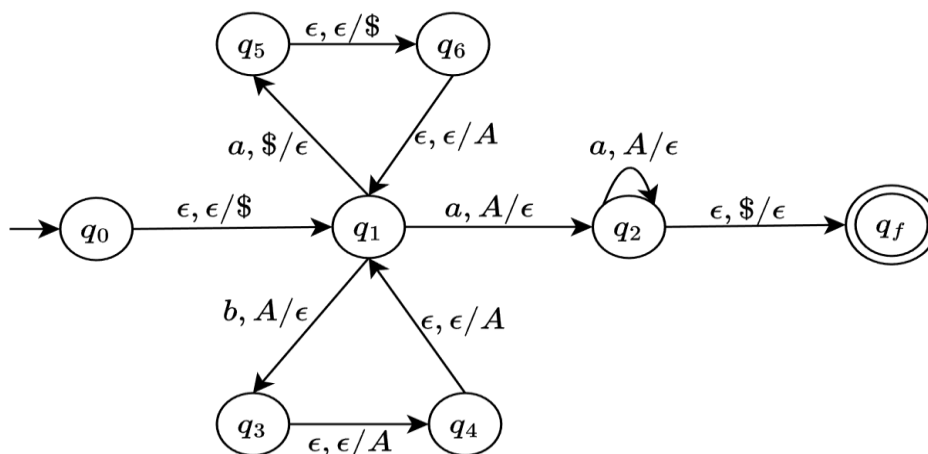 ϵ, ϵ/$
q5
q6
a, $/ϵ
ϵ, ϵ/A
a, A/ϵ
ϵ, ϵ/$
a, A/ϵ
ϵ, $/ϵ
q0
q1
q2
qf
b, A/ϵ
ϵ, ϵ/A
q3
q4
ϵ, ϵ/A